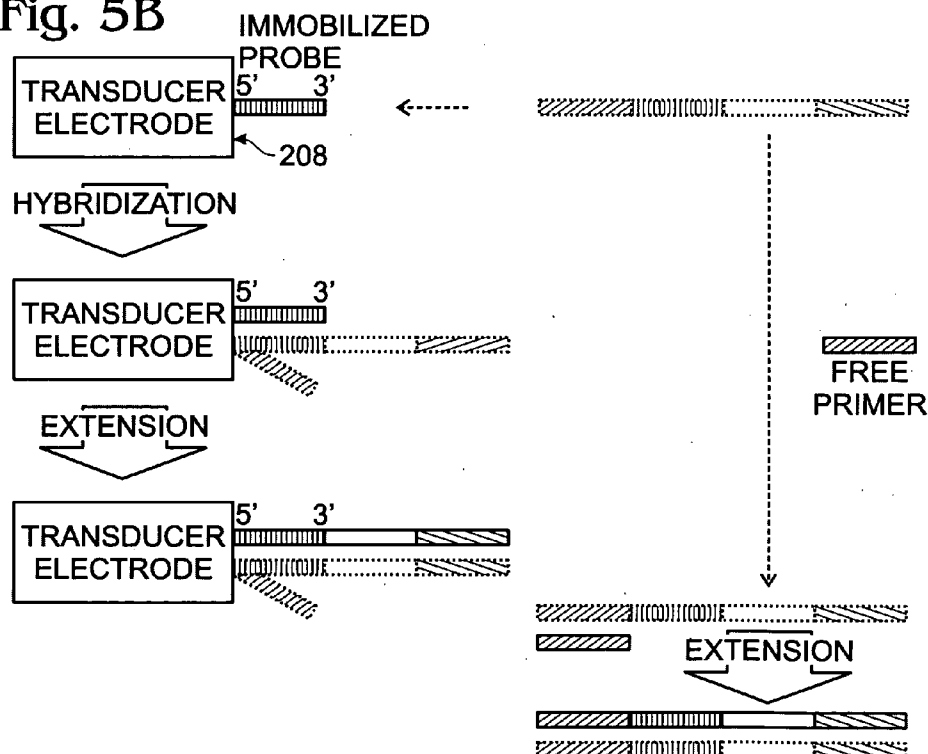 Fig. 5B
IMMOBILIZED
PROBE
5' 3'
TRANSDUCER
ELECTRODE
208
HYBRIDIZATION
5' 3'
TRANSDUCER
ELECTRODE
FREE
PRIMER
EXTENSION
5' 3'
TRANSDUCER
ELECTRODE
EXTENSION